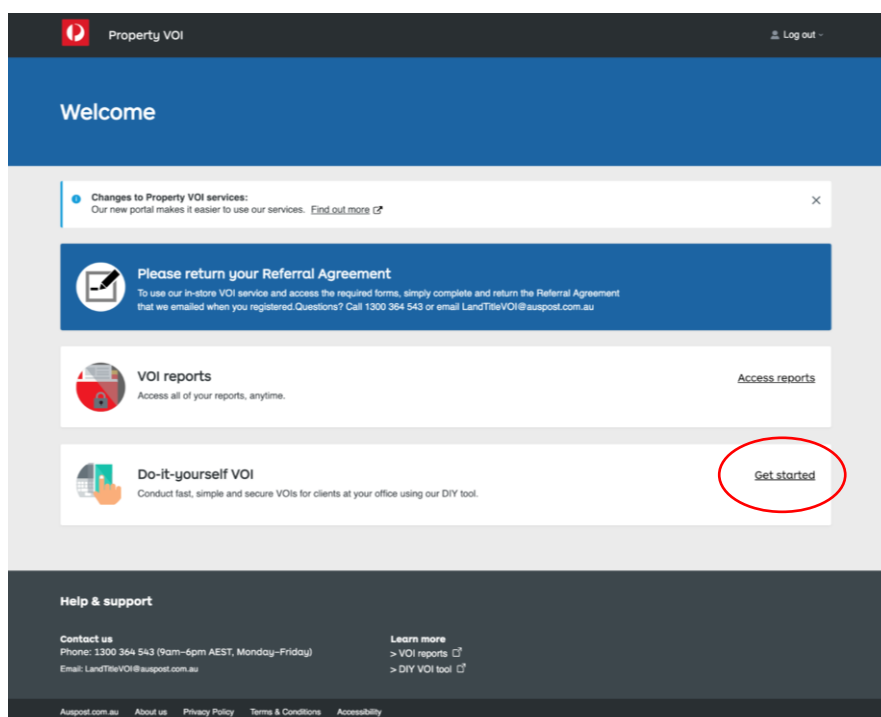 Property VOI
Log out
Welcome
Changes to Property VOI services:
Our new portal makes it easier to use our services. Find out more
Please return your Referral Agreement
To use our in-store VOI service and access the required forms, simply complete and return the Referral Agreement
that we emailed when you registered.Questions? Call 1300 364 543 or email LandTitleVOI@auspost.com.au
VOI reports
Access all of your reports, anytime.
Access reports
Do-it-yourself VOI
Conduct fast, simple and secure VOIs for clients at your office using our DIY tool.
Get started
Help & support
Contact us
Phone: 1300 364 543 (9am–6pm AEST, Monday–Friday)
Email: LandTitleVOI@auspost.com.au
Learn more
> VOI reports
> DIY VOI tool
Auspost.com.au About us Privacy Policy Terms & Conditions Accessibility